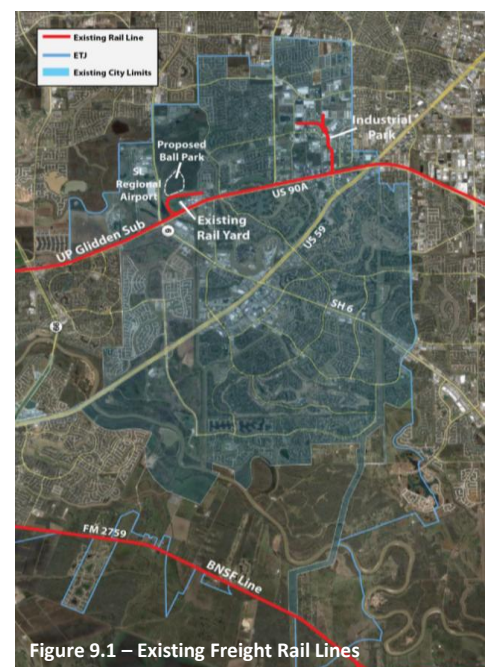 Existing Rail Line
ETJ
Existing City Limits
Industrial
Park
Proposed
Ball Park
SL
Regional
Airport
US 90A
Existing
Rail Yard
UP Glidden Sub
6
US 59
SH 6
FM 2759
BNSF Line
Figure 9.1 – Existing Freight Rail Lines